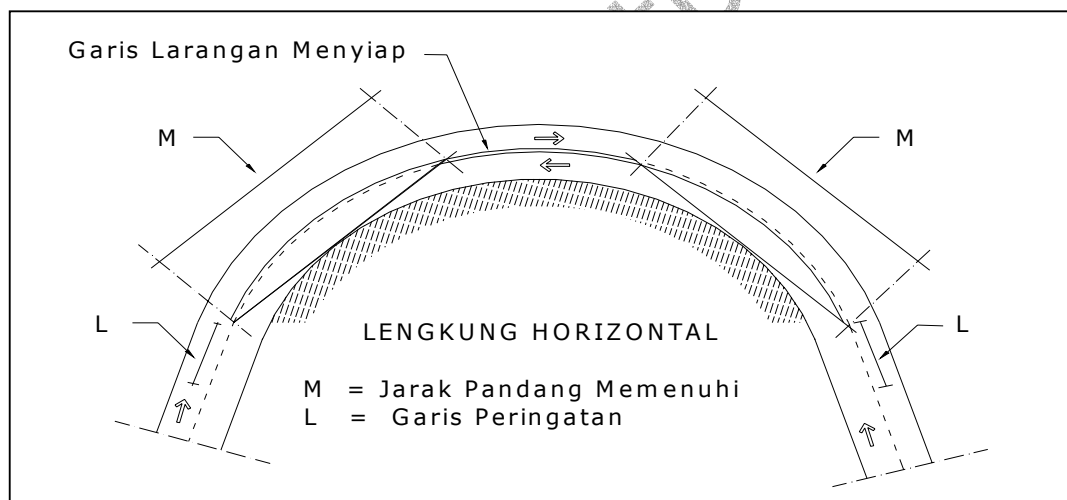 Garis Larangan Menyiap
M
M
L
L
LENGKUNG HORIZONTAL
M = Jarak Pandang Memenuhi
L = Garis Peringatan